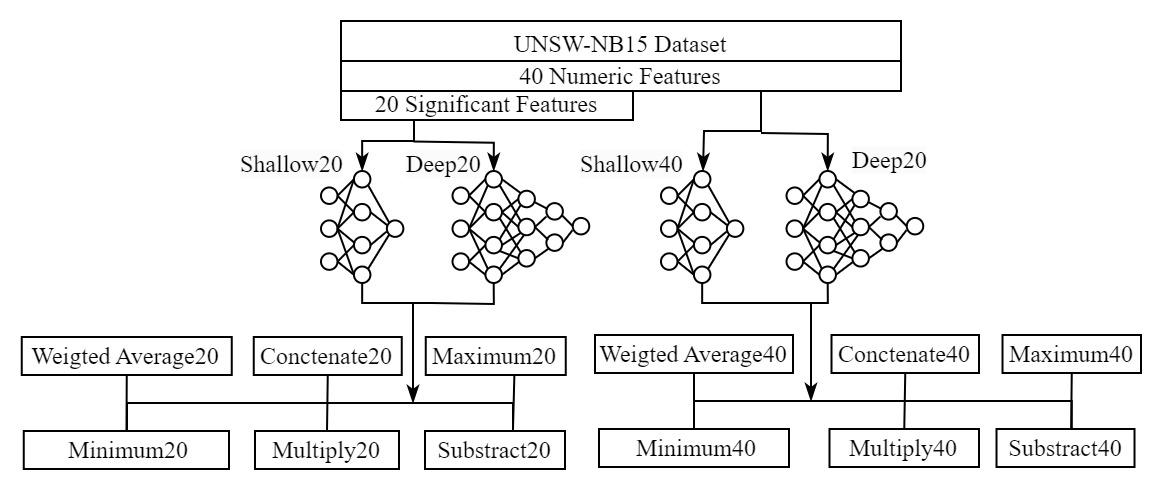 UNSW-NB15 Dataset
40 Numeric Features
20 Significant Features
Shallow20
Deep20
Shallow40
Deep20
Weigted Average20
Conctenate20
Maximum20
Weigted Average40
Conctenate40
Maximum40
Minimum20
Multiply20
Substract20
Minimum40
Multiply40
Substract40